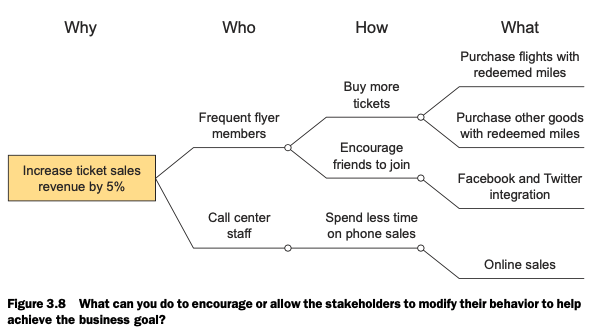 Why
Who
How
What
Increase ticket sales
revenue by 5%
Frequent flyer
members
Call center
staff
Buy more
tickets
Encourage
friends to join
Spend less time
on phone sales
Purchase flights with
redeemed miles
Purchase other goods
with redeemed miles
Facebook and Twitter
integration
Online sales
Figure 3.8 What can you do to encourage or allow the stakeholders to modify their behavior to help
achieve the business goal?